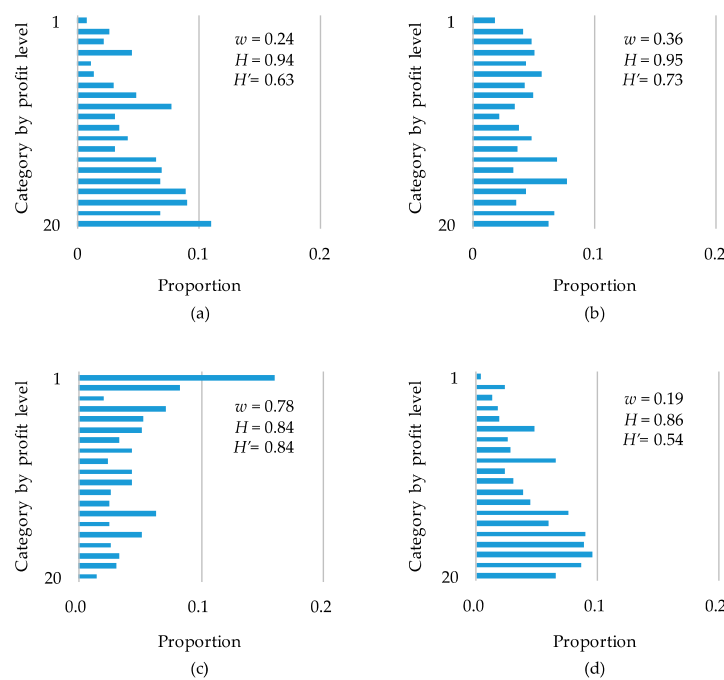 Category by profit level
1
20
w = 0.24
H = 0.94
H′= 0.63
0
0.1
0.2
Proportion
(a)
Category by profit level
1
20
w = 0.36
H = 0.95
H′= 0.73
0
0.1
0.2
Proportion
(b)
Category by profit level
1
20
w = 0.78
H = 0.84
H′= 0.84
0.0
0.1
0.2
Proportion
(c)
Category by profit level
1
20
w = 0.19
H = 0.86
H′= 0.54
0.0
0.1
0.2
Proportion
(d)